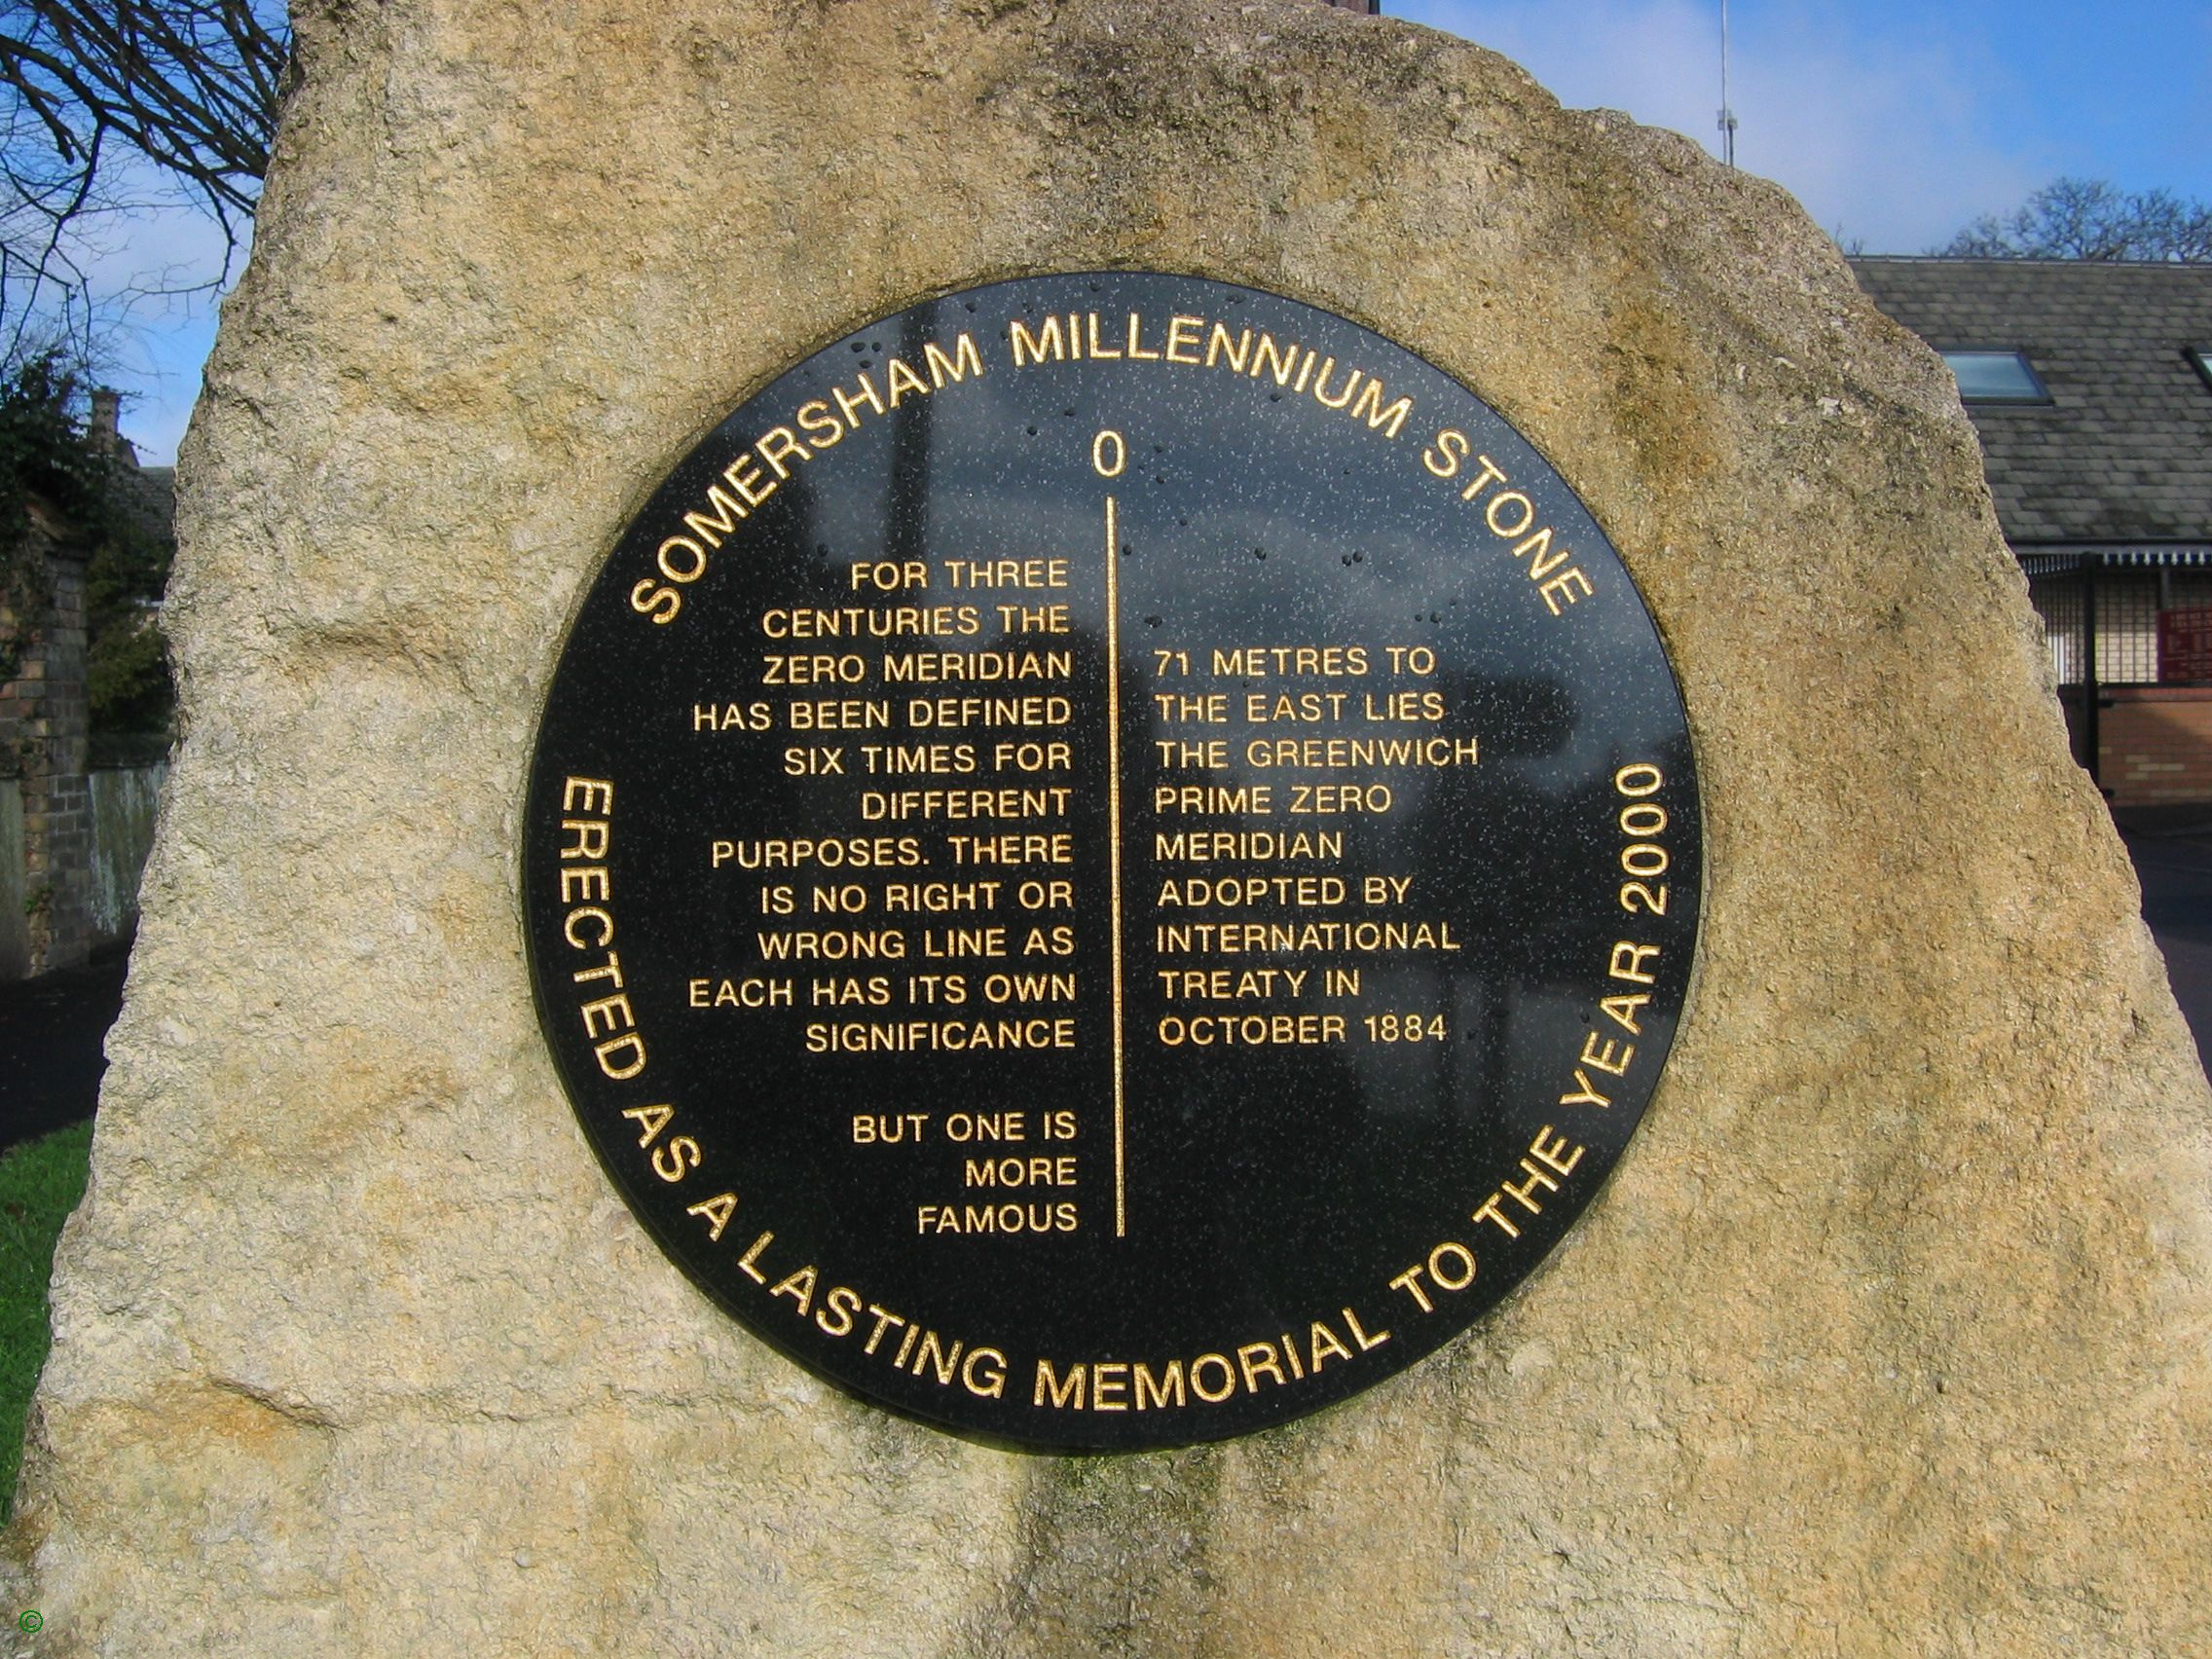 SOMERSHAM MILLENNIUM STONE
0
FOR THREE
CENTURIES THE
ZERO MERIDIAN
HAS BEEN DEFINED
SIX TIMES FOR
DIFFERENT
PURPOSES. THERE
IS NO RIGHT OR
WRONG LINE AS
EACH HAS ITS OWN
SIGNIFICANCE
BUT ONE IS
MORE
FAMOUS
71 METRES TO
THE EAST LIES
THE GREENWICH
PRIME ZERO
MERIDIAN
ADOPTED BY
INTERNATIONAL
TREATY IN
OCTOBER 1884
ERECTED AS A LASTING MEMORIAL TO THE YEAR 2000
©